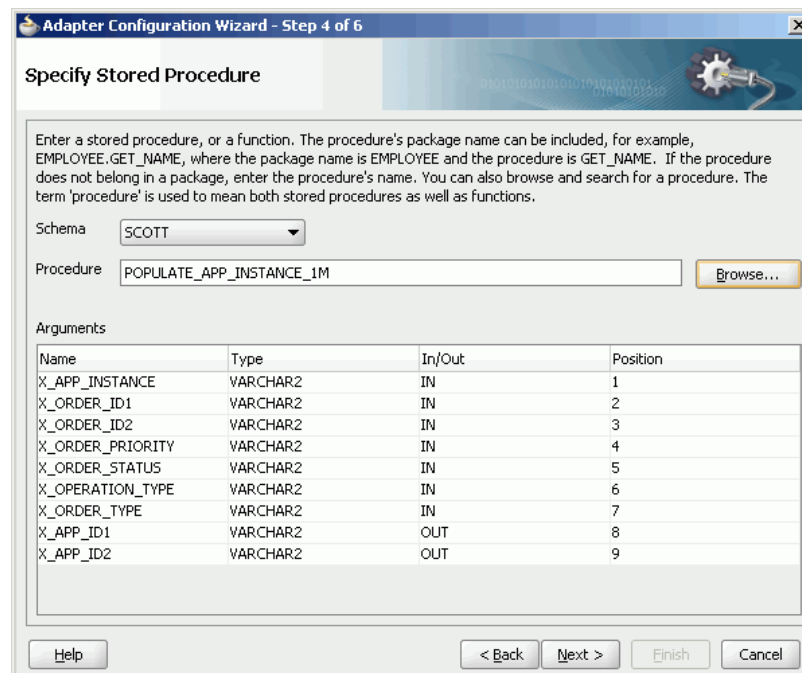 Adapter Configuration Wizard - Step 4 of 6
Specify Stored Procedure
Enter a stored procedure, or a function. The procedure's package name can be included, for example,
EMPLOYEE.GET_NAME, where the package name is EMPLOYEE and the procedure is GET_NAME. If the procedure
does not belong in a package, enter the procedure's name. You can also browse and search for a procedure. The
term 'procedure' is used to mean both stored procedures as well as functions.
Schema SCOTT
Procedure POPULATE_APP_INSTANCE_1M Browse...
Arguments
Name Type In/Out Position
X_APP_INSTANCE VARCHAR2 IN 1
X_ORDER_ID1 VARCHAR2 IN 2
X_ORDER_ID2 VARCHAR2 IN 3
X_ORDER_PRIORITY VARCHAR2 IN 4
X_ORDER_STATUS VARCHAR2 IN 5
X_OPERATION_TYPE VARCHAR2 IN 6
X_ORDER_TYPE VARCHAR2 IN 7
X_APP_ID1 VARCHAR2 OUT 8
X_APP_ID2 VARCHAR2 OUT 9
Help < Back Next > Finish Cancel